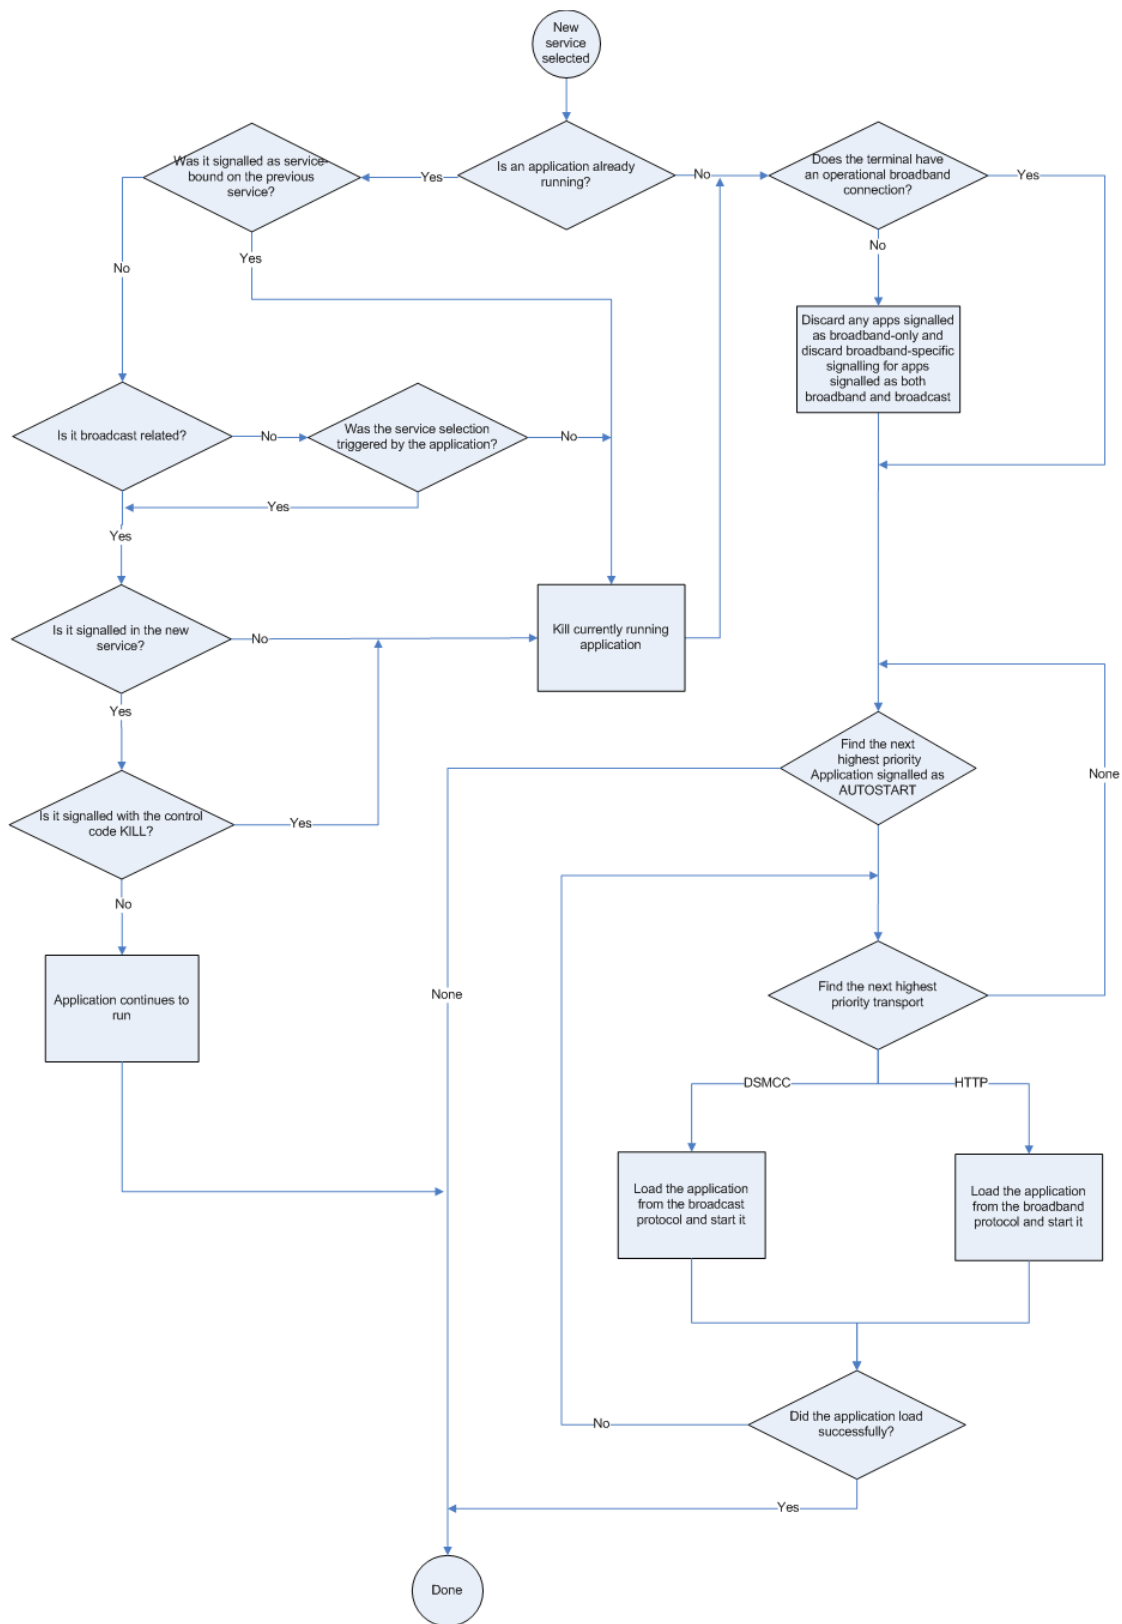 New
service
selected
Was it signalled as service-
bound on the previous
service?
Yes
Is an application already
running?
No
Does the terminal have
an operational broadband
connection?
Yes
No
Yes
No
Discard any apps signalled
as broadband-only and
discard broadband-specific
signalling for apps
signalled as both
broadband and broadcast
Is it broadcast related?
No
Was the service selection
triggered by the application?
No
Yes
Yes
Is it signalled in the new
service?
No
Kill currently running
application
Yes
Find the next
highest priority
Application signalled as
AUTOSTART
None
Is it signalled with the control
code KILL?
Yes
No
Application continues to
run
None
Find the next highest
priority transport
DSMCC
HTTP
Load the application
from the broadcast
protocol and start it
Load the application
from the broadband
protocol and start it
No
Did the application load
successfully?
Yes
Done